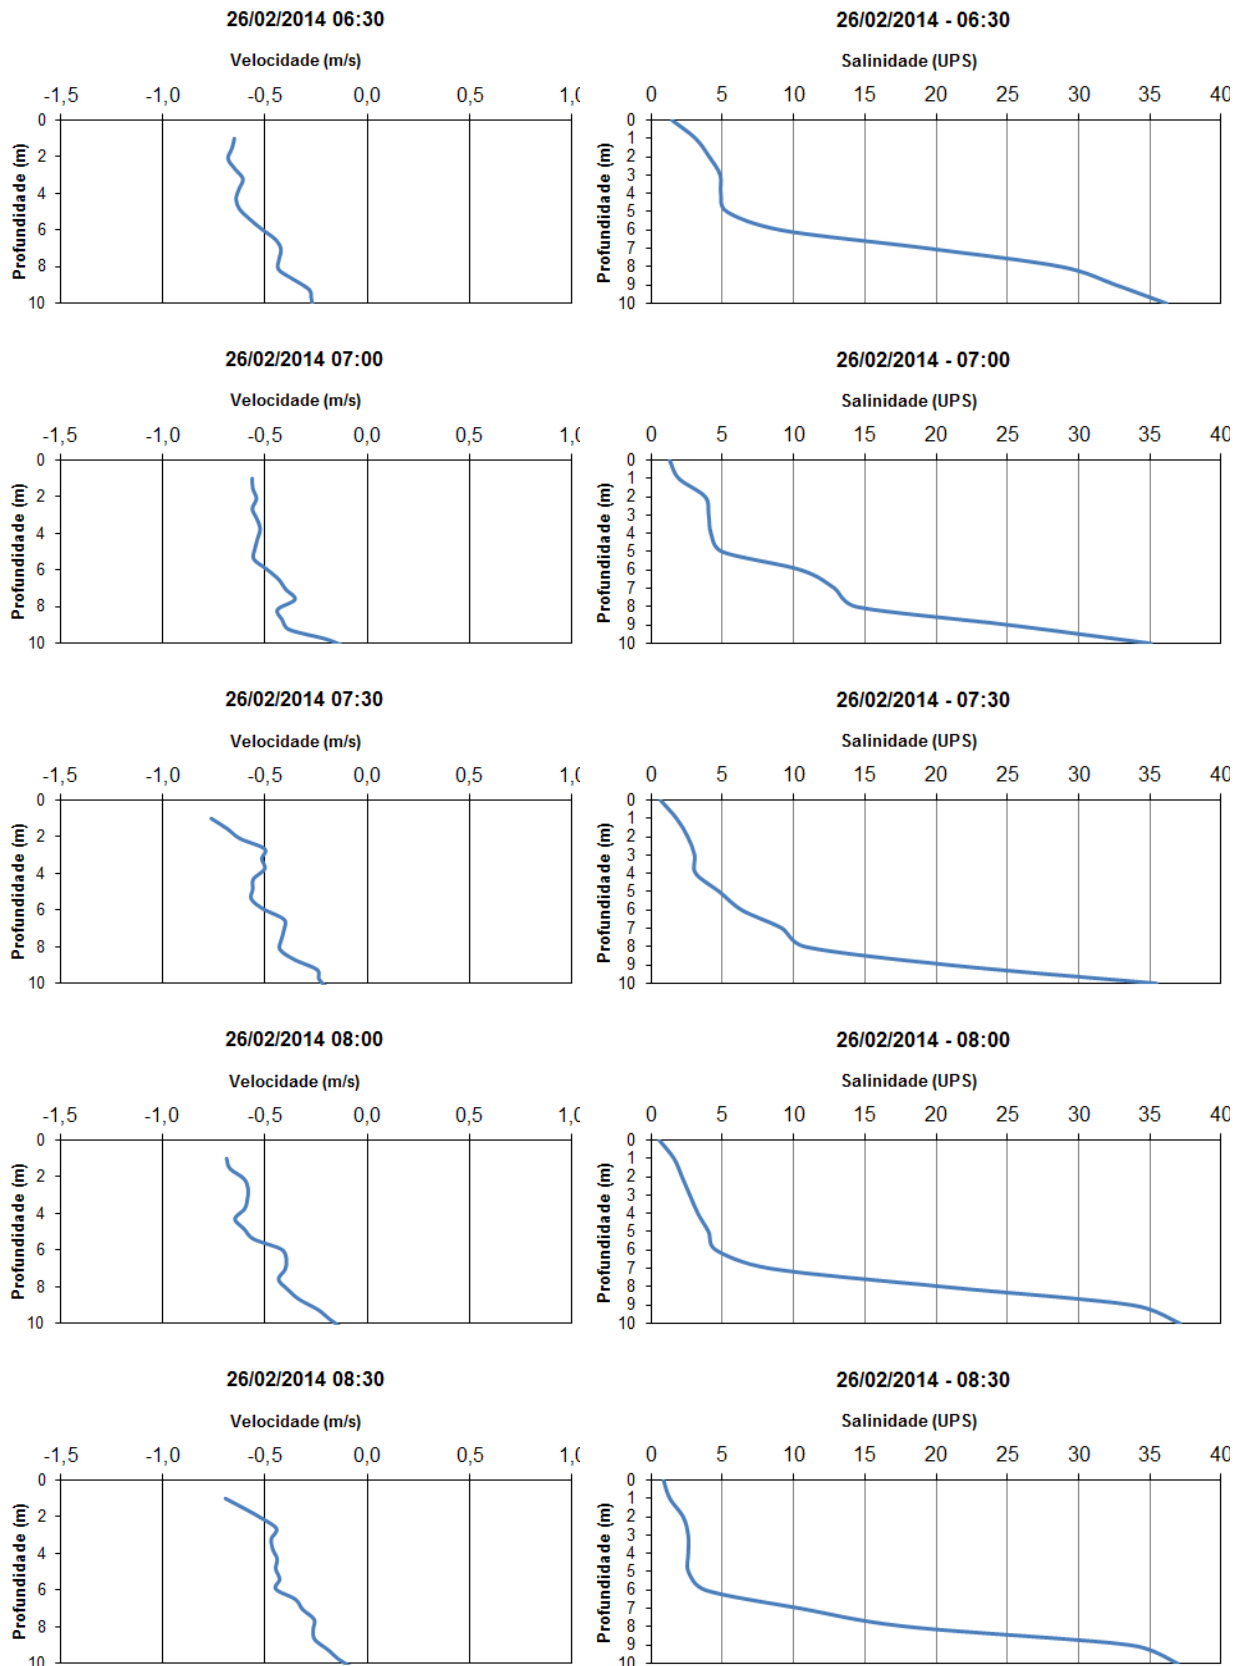 26/02/2014 06:30
Velocidade (m/s)
-1,5 -1,0 -0,5 0,0 0,5 1,0
Profundidade (m)
0
2
4
6
8
10
26/02/2014 - 06:30
Salinidade (UPS)
0 5 10 15 20 25 30 35 40
Profundidade (m)
0
1
2
3
4
5
6
7
8
9
10
26/02/2014 07:00
Velocidade (m/s)
-1,5 -1,0 -0,5 0,0 0,5 1,0
Profundidade (m)
0
2
4
6
8
10
26/02/2014 - 07:00
Salinidade (UPS)
0 5 10 15 20 25 30 35 40
Profundidade (m)
0
1
2
3
4
5
6
7
8
9
10
26/02/2014 07:30
Velocidade (m/s)
-1,5 -1,0 -0,5 0,0 0,5 1,0
Profundidade (m)
0
2
4
6
8
10
26/02/2014 - 07:30
Salinidade (UPS)
0 5 10 15 20 25 30 35 40
Profundidade (m)
0
1
2
3
4
5
6
7
8
9
10
26/02/2014 08:00
Velocidade (m/s)
-1,5 -1,0 -0,5 0,0 0,5 1,0
Profundidade (m)
0
2
4
6
8
10
26/02/2014 - 08:00
Salinidade (UPS)
0 5 10 15 20 25 30 35 40
Profundidade (m)
0
1
2
3
4
5
6
7
8
9
10
26/02/2014 08:30
Velocidade (m/s)
-1,5 -1,0 -0,5 0,0 0,5 1,0
Profundidade (m)
0
2
4
6
8
10
26/02/2014 - 08:30
Salinidade (UPS)
0 5 10 15 20 25 30 35 40
Profundidade (m)
0
1
2
3
4
5
6
7
8
9
10